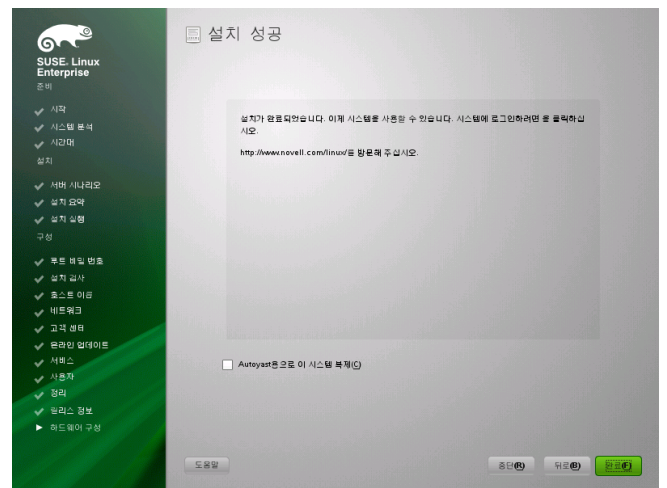 SUSE. Linux
Enterprise
준비
시작
시스템 분석
시간대
설치
서버 시나리오
설치 요약
설치 실행
구성
루트 비밀 번호
설치 검사
호스트 이름
네트워크
고객 센터
온라인 업데이트
서비스
사용자
정리
릴리스 정보
하드웨어 구성
설치 성공
설치가 완료되었습니다. 이제 시스템을 사용할 수 있습니다. 시스템에 로그인하려면 을 클릭하십
시오.
http://www.novell.com/linux/를 방문해 주십시오.
Autoyast용으로 이 시스템 복제(C)
도움말
중단(R)
뒤로(B)
완료(F)